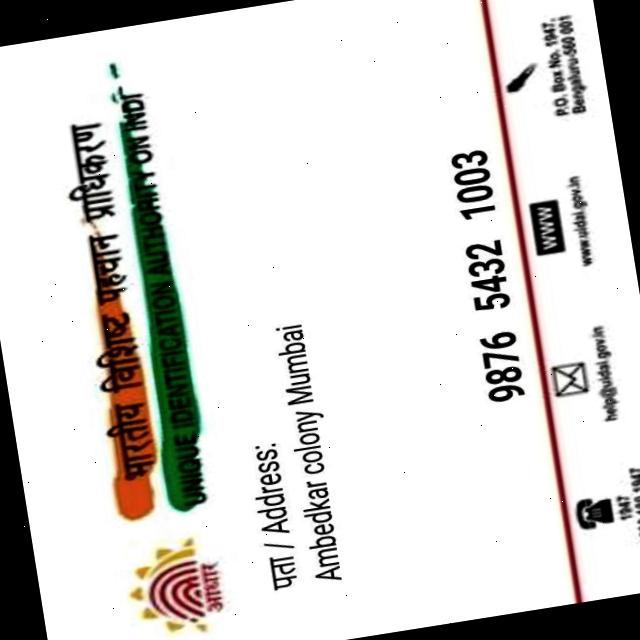 भारतीय विशिष्ट पहचान प्राधिकरण
UNIQUE IDENTIFICATION AUTHORITY ON INDI
आधार
पता / Address:
Ambedkar colony Mumbai
9876 5432 1003
1947
help@uidai.gov.in
WWW
www.uidai.gov.in
P.O. Box No. 1947,
Bengaluru-560 001